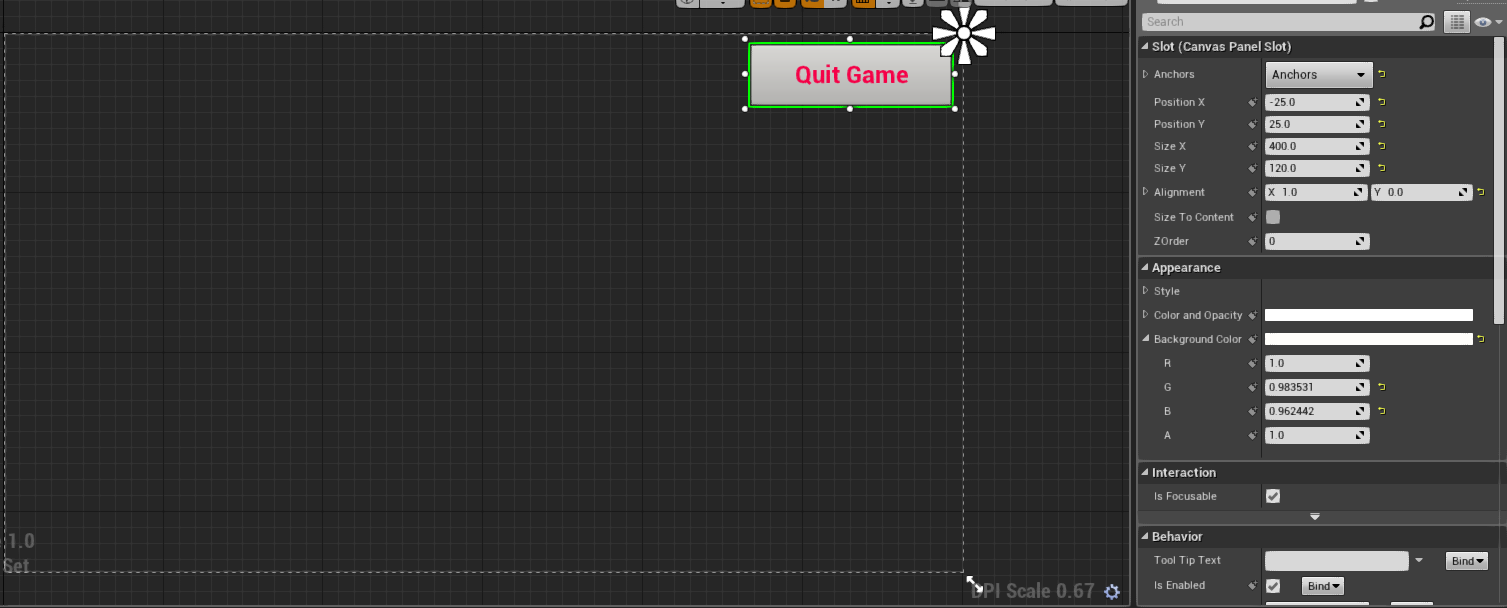 Search
Slot (Canvas Panel Slot)
Quit Game
Anchors Anchors
Position X -25.0
Position Y 25.0
Size X 400.0
Size Y 120.0
Alignment X 1.0 Y 0.0
Size To Content
ZOrder 0
Appearance
Style
Color and Opacity
Background Color
R 1.0
G 0.983531
B 0.962442
A 1.0
Interaction
Is Focusable
Behavior
Tool Tip Text Bind
Is Enabled Bind
1.0
Set
DPI Scale 0.67